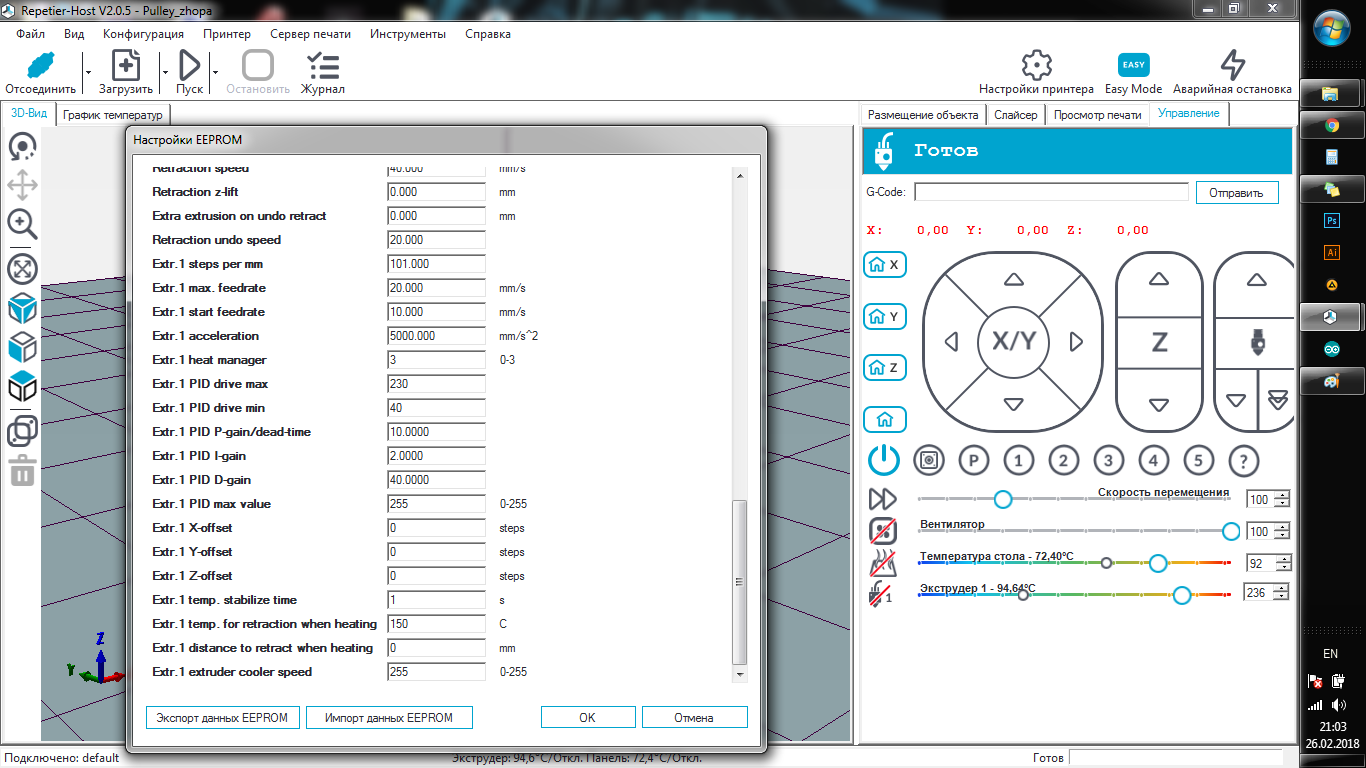 Repetier-Host V2.0.5 - Pulley_zhopa
Файл Вид Конфигурация Принтер Сервер печати Инструменты Справка
Отсоединить Загрузить Пуск Остановить Журнал
EASY
Настройки принтера Easy Mode Аварийная остановка
3D-Вид График температур
Размещение объекта Слайсер Просмотр печати Управление
Настройки EEPROM
Retraction speed 40.000 mm/s
Retraction z-lift 0.000 mm
Extra extrusion on undo retract 0.000 mm
Retraction undo speed 20.000
Extr.1 steps per mm 101.000
Extr.1 max. feedrate 20.000 mm/s
Extr.1 start feedrate 10.000 mm/s
Extr.1 acceleration 5000.000 mm/s^2
Extr.1 heat manager 3 0-3
Extr.1 PID drive max 230
Extr.1 PID drive min 40
Extr.1 PID P-gain/dead-time 10.0000
Extr.1 PID I-gain 2.0000
Extr.1 PID D-gain 40.0000
Extr.1 PID max value 255 0-255
Extr.1 X-offset 0 steps
Extr.1 Y-offset 0 steps
Extr.1 Z-offset 0 steps
Extr.1 temp. stabilize time 1 s
Extr.1 temp. for retraction when heating 150 C
Extr.1 distance to retract when heating 0 mm
Extr.1 extruder cooler speed 255 0-255
Экспорт данных EEPROM Импорт данных EEPROM OK Отмена
Z
Y
Готов
G-Code: Отправить
X: 0,00 Y: 0,00 Z: 0,00
X
Y
Z
X/Y
Z
P 1 2 3 4 5 ?
Скорость перемещения 100
Вентилятор 100
Температура стола - 72,40°C 92
1 Экструдер 1 - 94,64°C 236
Подключено: default Экструдер: 94,6°C/Откл. Панель: 72,4°C/Откл. Готов
Ps
Ai
EN
21:03
26.02.2018